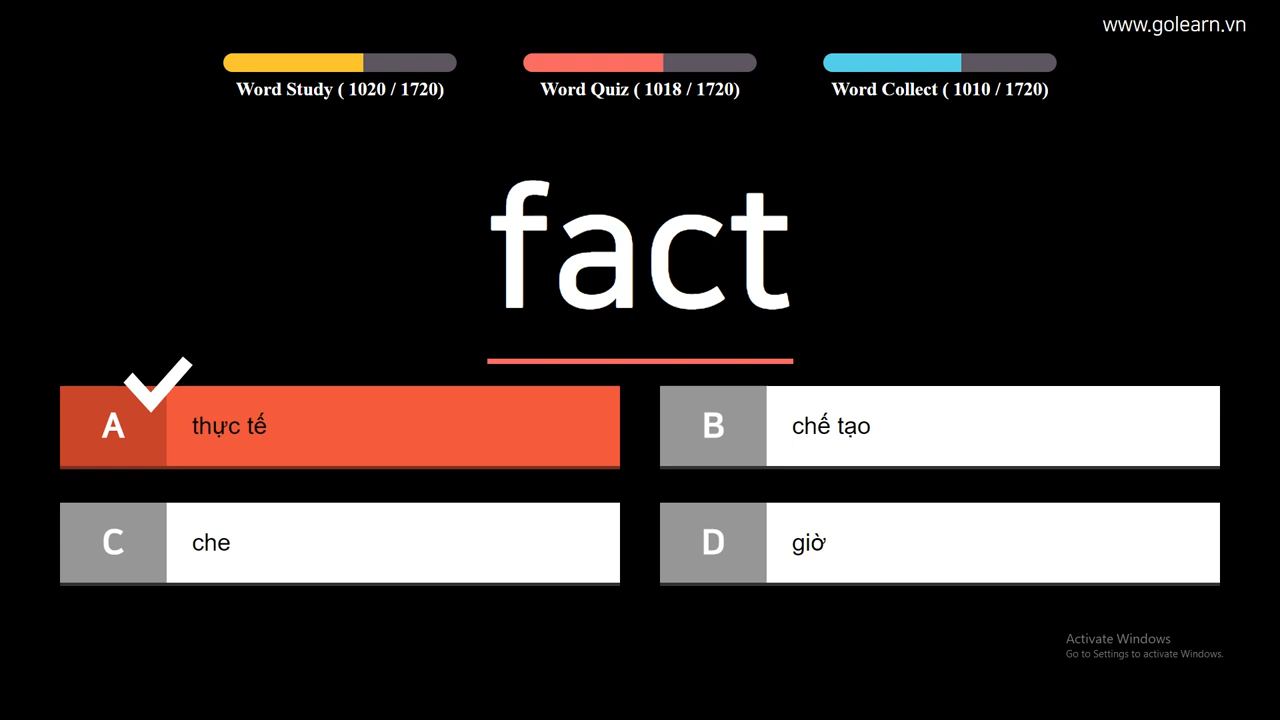 www.golearn.vn
Word Study ( 1020 / 1720)
Word Quiz ( 1018 / 1720)
Word Collect ( 1010 / 1720)
fact
A thực tế
B chế tạo
C che
D giờ
Activate Windows
Go to Settings to activate Windows.